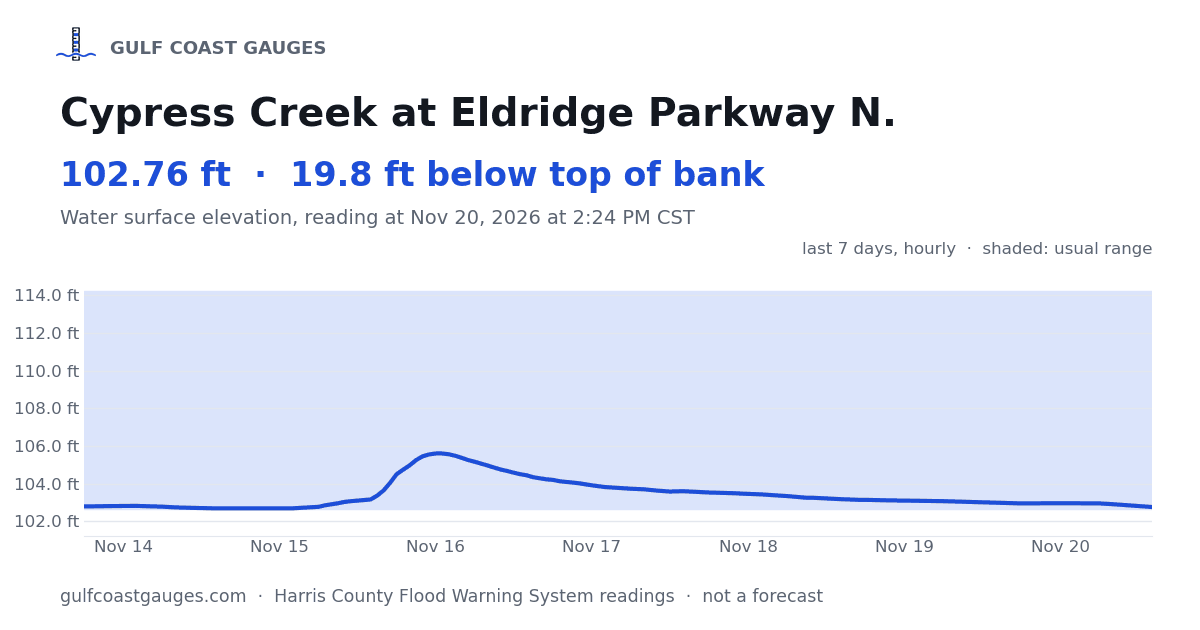 GULF COAST GAUGES
Cypress Creek at Eldridge Parkway N.
102.76 ft · 19.8 ft below top of bank
Water surface elevation, reading at Nov 20, 2026 at 2:24 PM CST
last 7 days, hourly · shaded: usual range
114.0 ft
112.0 ft
110.0 ft
108.0 ft
106.0 ft
104.0 ft
102.0 ft
Nov 14 Nov 15 Nov 16 Nov 17 Nov 18 Nov 19 Nov 20
gulfcoastgauges.com · Harris County Flood Warning System readings · not a forecast